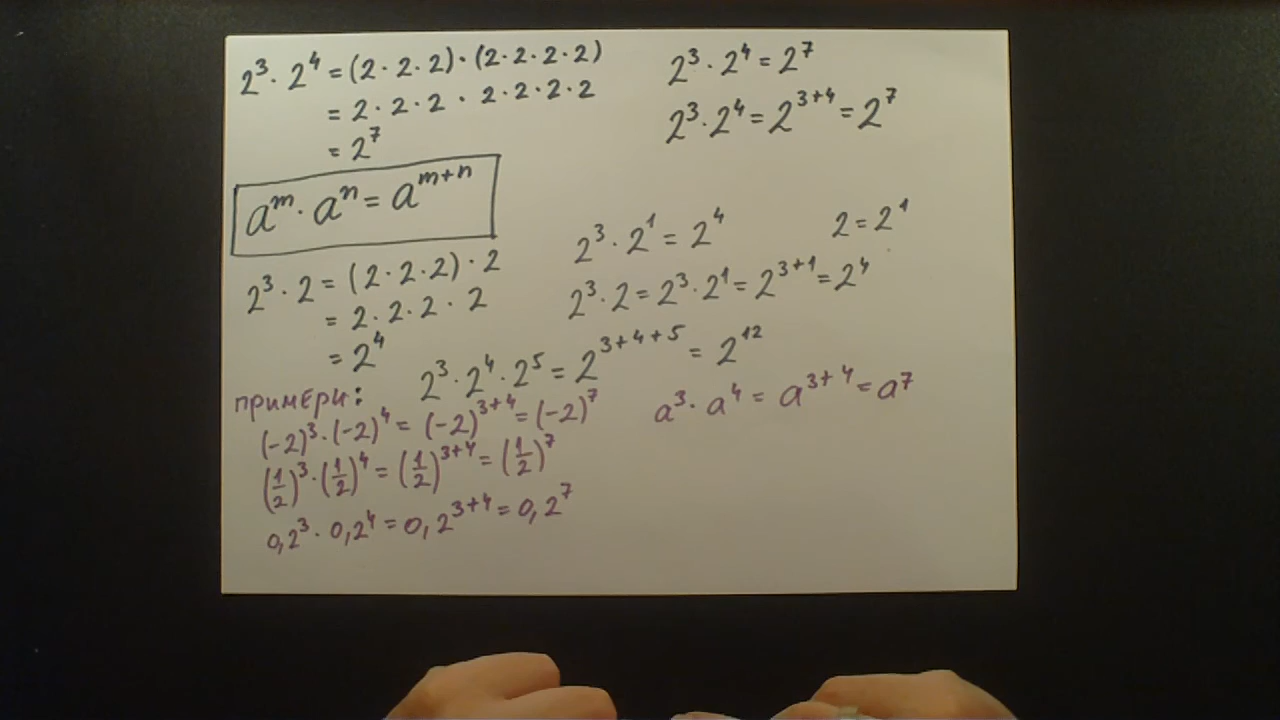 2³ · 2⁴ = (2 · 2 · 2) · (2 · 2 · 2 · 2)
= 2 · 2 · 2 · 2 · 2 · 2 · 2
= 2⁷
2³ · 2⁴ = 2⁷
2³ · 2⁴ = 2³⁺⁴ = 2⁷
aᵐ · aⁿ = aᵐ⁺ⁿ
2³ · 2 = (2 · 2 · 2) · 2
= 2 · 2 · 2 · 2
= 2⁴
2³ · 2¹ = 2⁴
2 = 2¹
2³ · 2 = 2³ · 2¹ = 2³⁺¹ = 2⁴
2³ · 2⁴ · 2⁵ = 2³⁺⁴⁺⁵ = 2¹²
примери:
(-2)³ · (-2)⁴ = (-2)³⁺⁴ = (-2)⁷
(1/2)³ · (1/2)⁴ = (1/2)³⁺⁴ = (1/2)⁷
0,2³ · 0,2⁴ = 0,2³⁺⁴ = 0,2⁷
a³ · a⁴ = a³⁺⁴ = a⁷